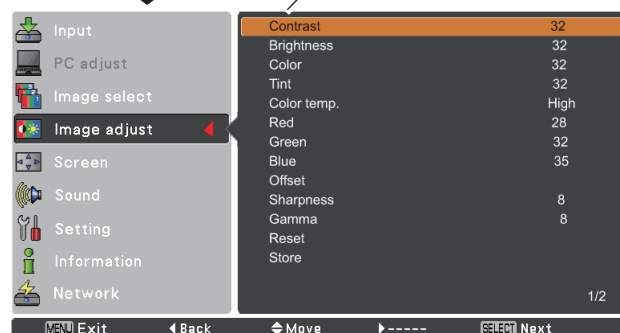 Input
PC adjust
Image select
Image adjust
Screen
Sound
Setting
Information
Network
Contrast 32
Brightness 32
Color 32
Tint 32
Color temp. High
Red 28
Green 32
Blue 35
Offset
Sharpness 8
Gamma 8
Reset
Store
1/2
MENU Exit Back Move ----- SELECT Next